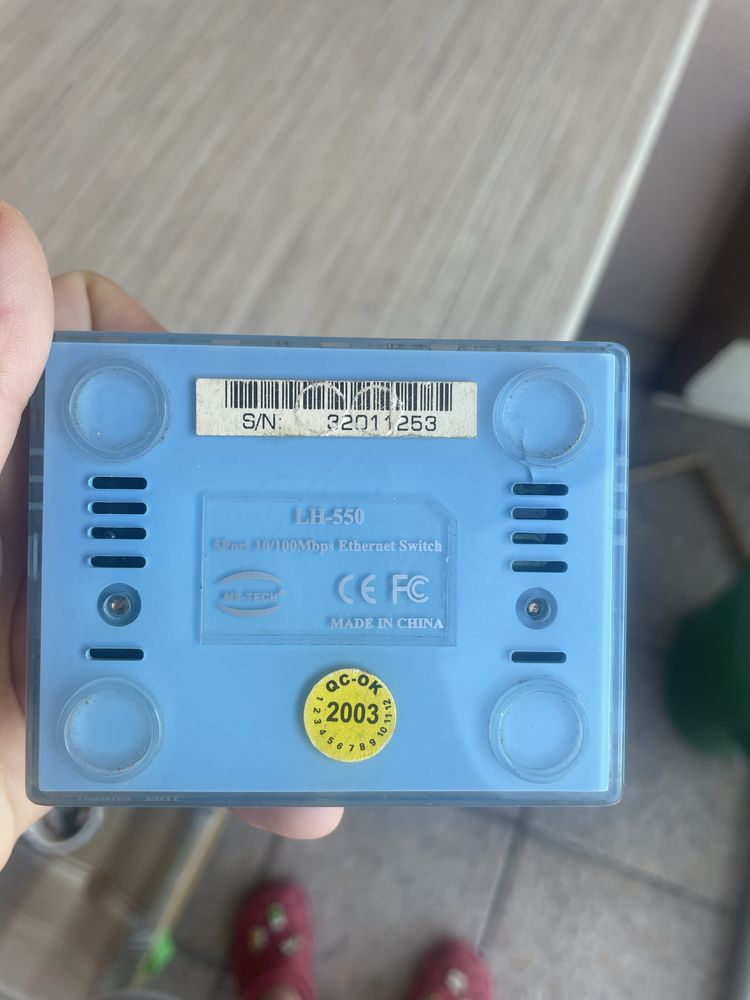 S/N: 32011253
LH-550
5Port 10/100Mbps Ethernet Switch
MS-TECH®
CE FC
MADE IN CHINA
QC-OK
2003
1 2 3 4 5 6 7 8 9 10 11 12